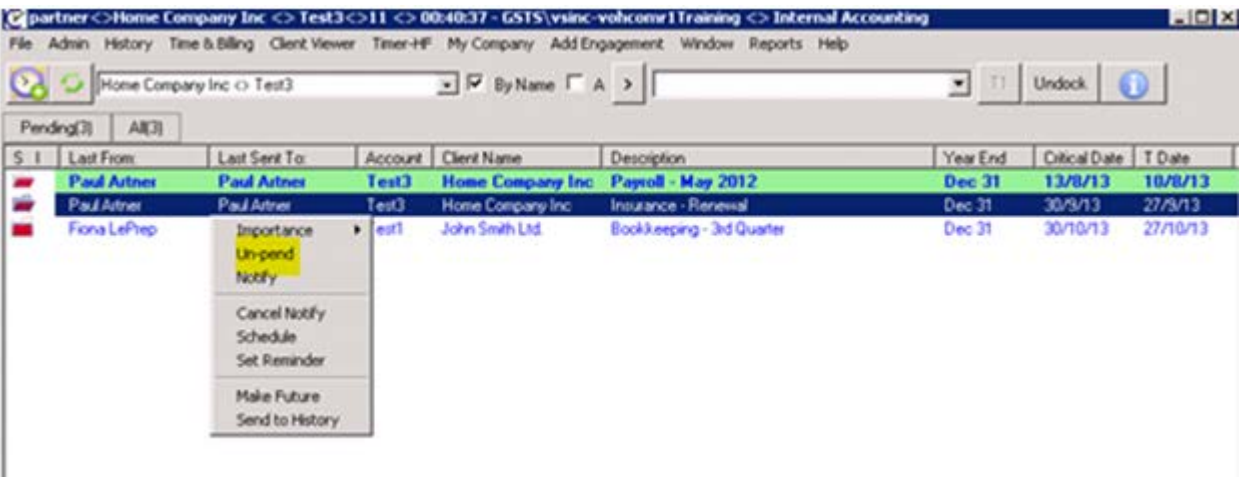 partner<>Home Company Inc <> Test3<>11 <> 00:40:37 - GSTS\vsinc-vohcomr1Training <> Internal Accounting
File Admin History Time & Billing Client Viewer Timer-HF My Company Add Engagement Window Reports Help
Home Company Inc <> Test3 By Name A > T1 Undock i
Pending(3) All(3)
S I Last From: Last Sent To: Account Client Name Description Year End Critical Date T Date
Paul Artner Paul Artner Test3 Home Company Inc Payroll - May 2012 Dec 31 13/8/13 10/8/13
Paul Artner Paul Artner Test3 Home Company Inc Insurance - Renewal Dec 31 30/9/13 27/9/13
Fiona LePrep est1 John Smith Ltd. Bookkeeping - 3rd Quarter Dec 31 30/10/13 27/10/13
Importance
Un-pend
Notify
Cancel Notify
Schedule
Set Reminder
Make Future
Send to History